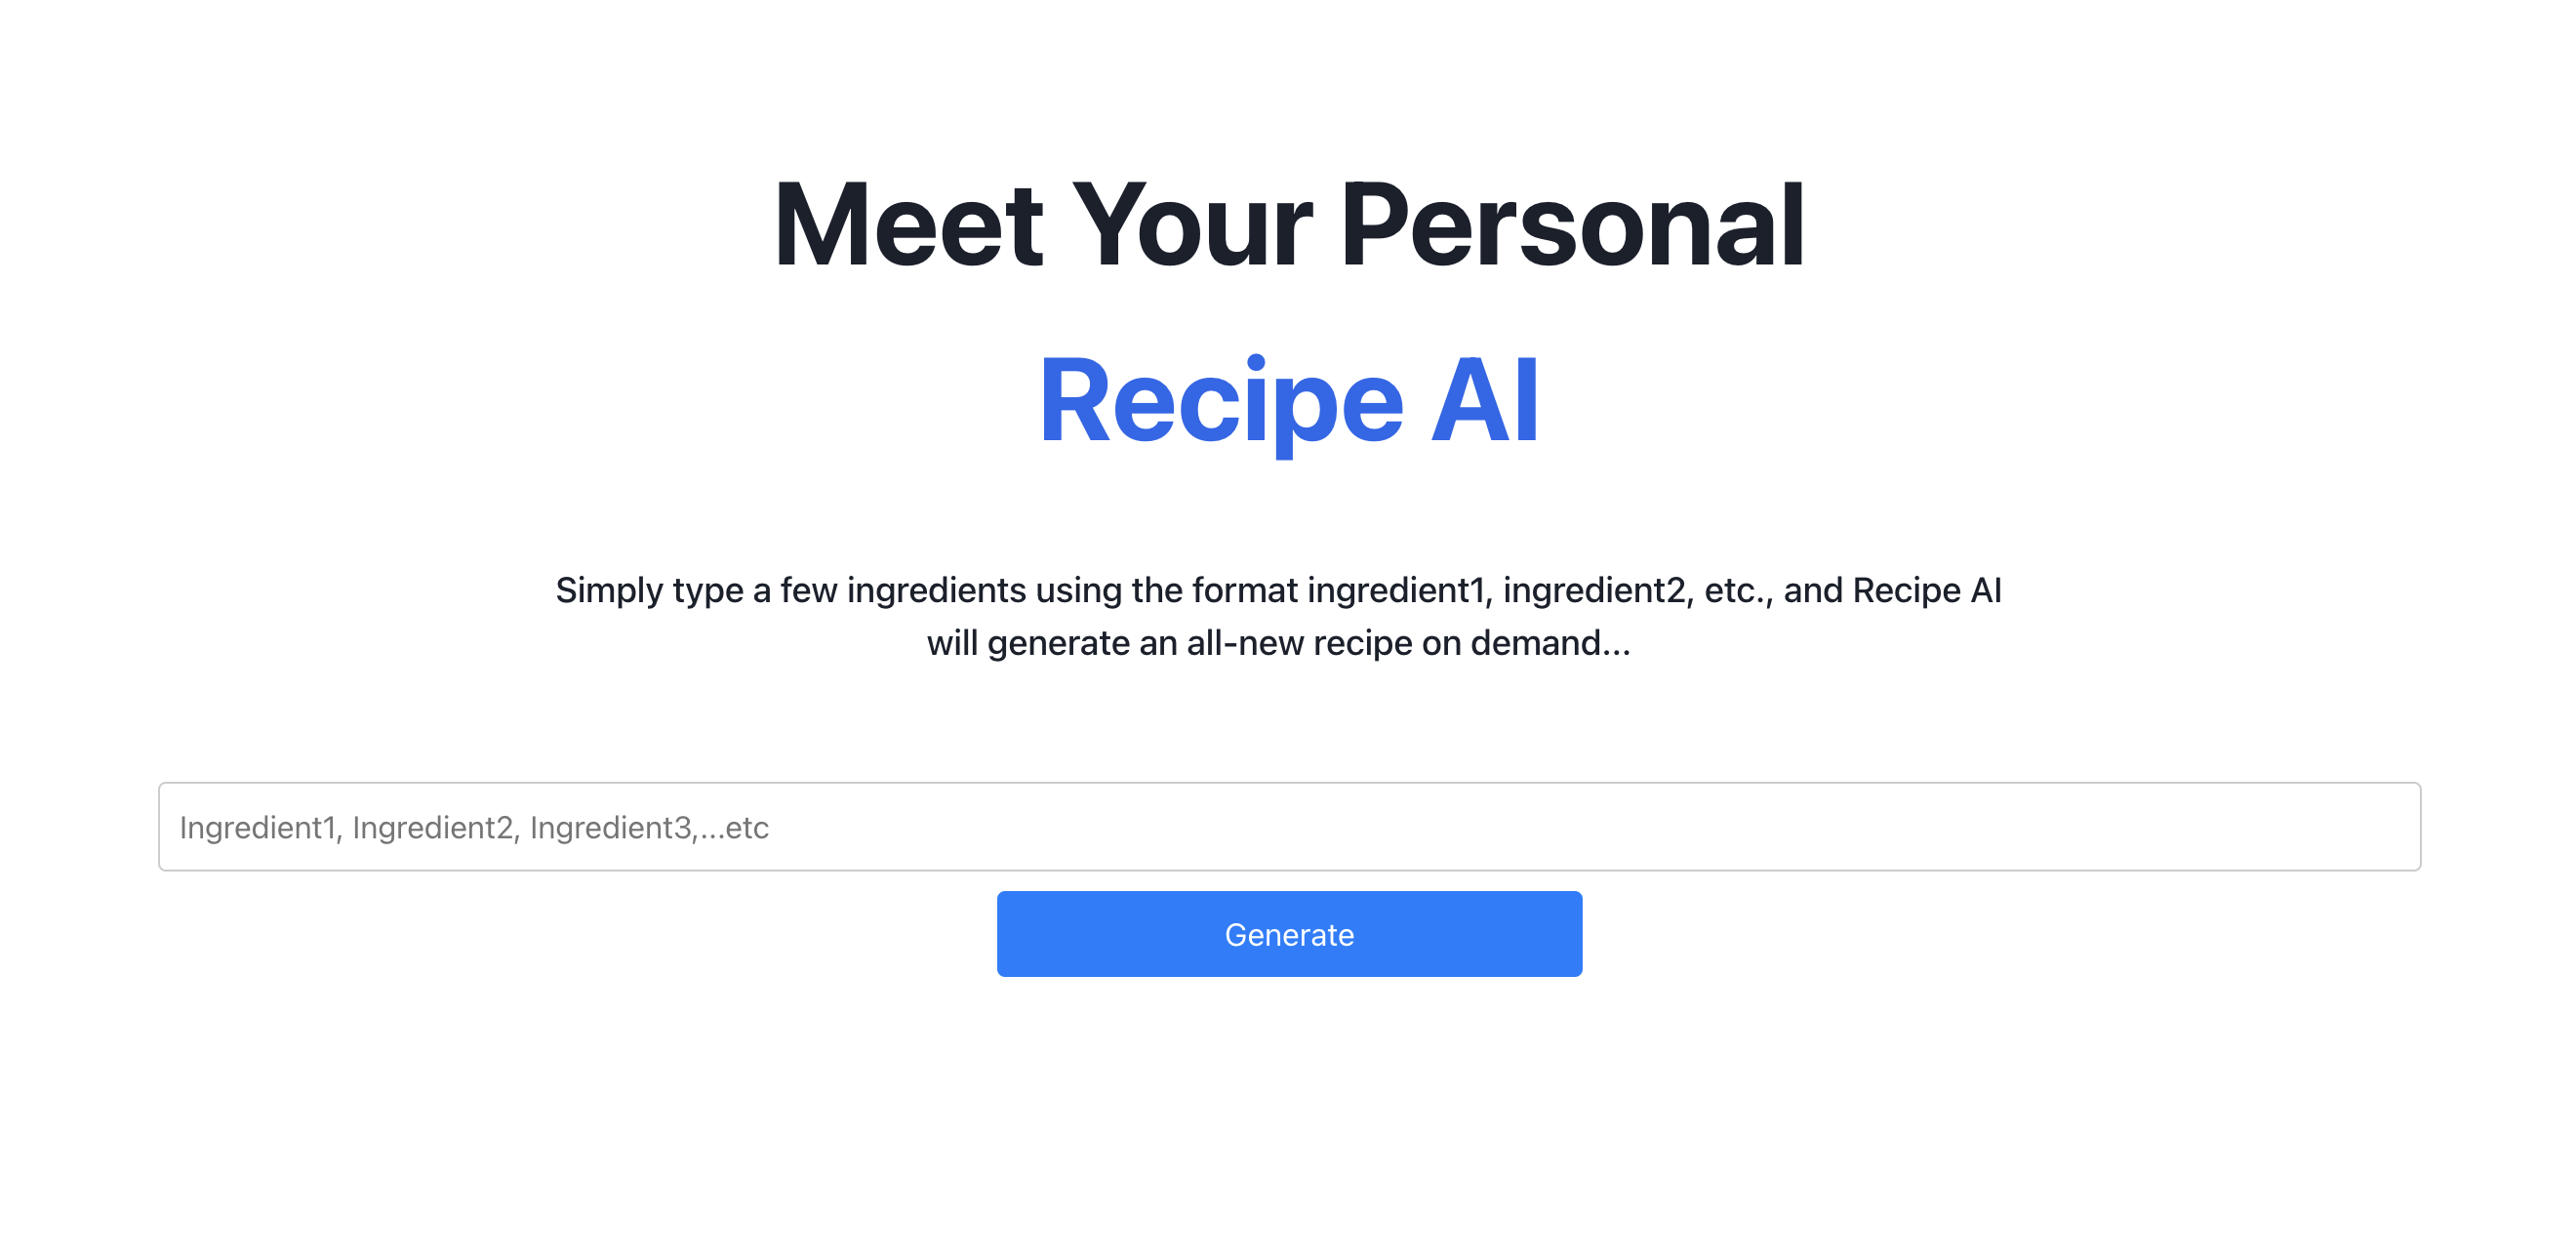 Meet Your Personal
Recipe AI
Simply type a few ingredients using the format ingredient1, ingredient2, etc., and Recipe AI
will generate an all-new recipe on demand...
Ingredient1, Ingredient2, Ingredient3,...etc
Generate